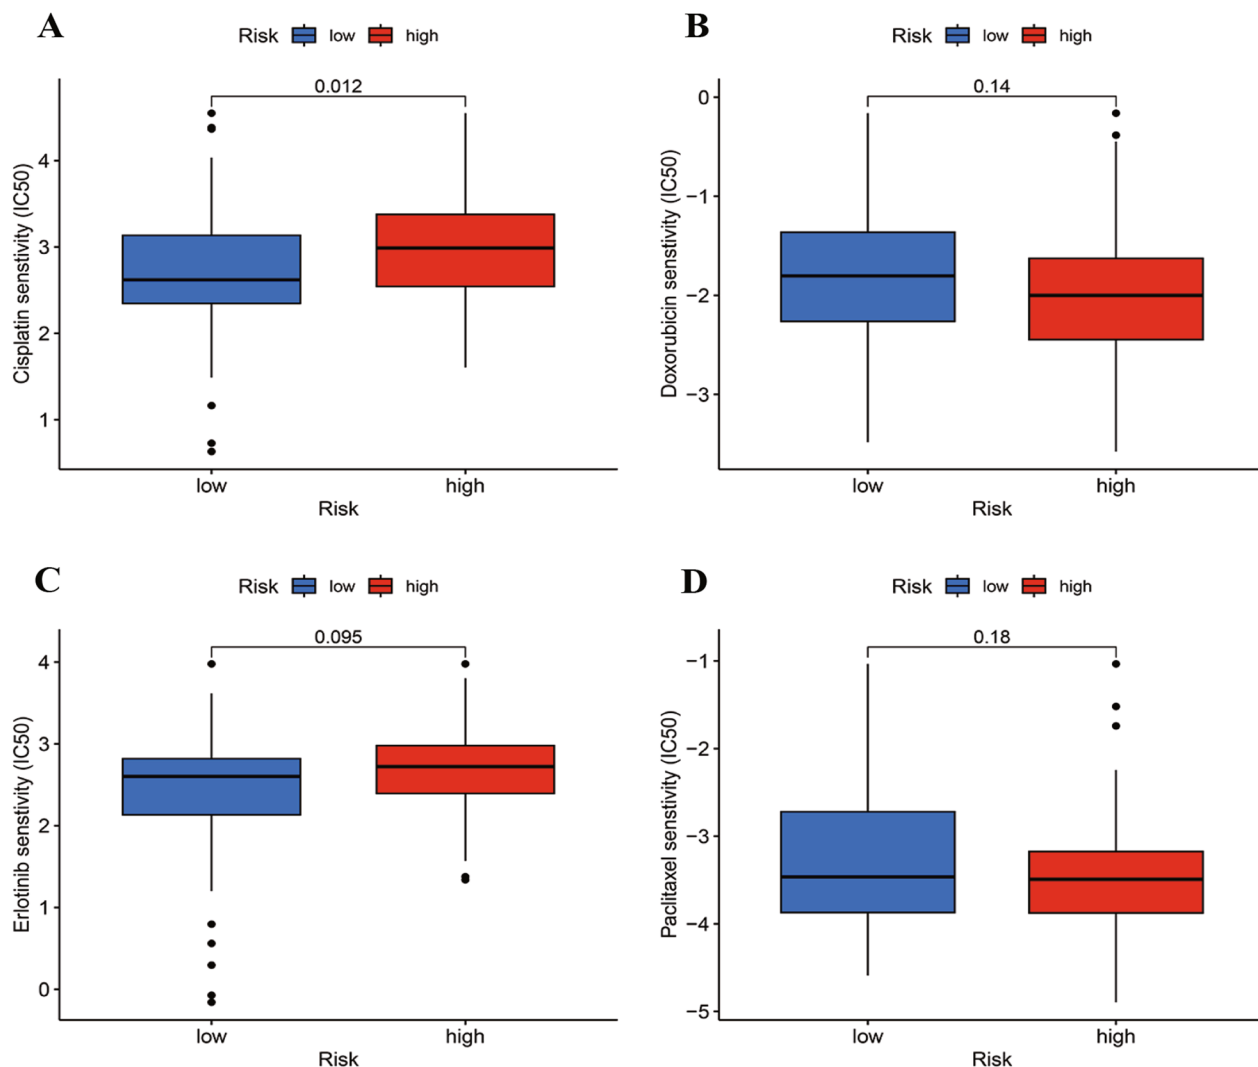 A
Risk low high
0.012
Cisplatin senstivity (IC50)
4
3
2
1
low high
Risk
B
Risk low high
0.14
Doxorubicin senstivity (IC50)
0
−1
−2
−3
low high
Risk
C
Risk low high
0.095
Erlotinib senstivity (IC50)
4
3
2
1
0
low high
Risk
D
Risk low high
0.18
Paclitaxel senstivity (IC50)
−1
−2
−3
−4
−5
low high
Risk